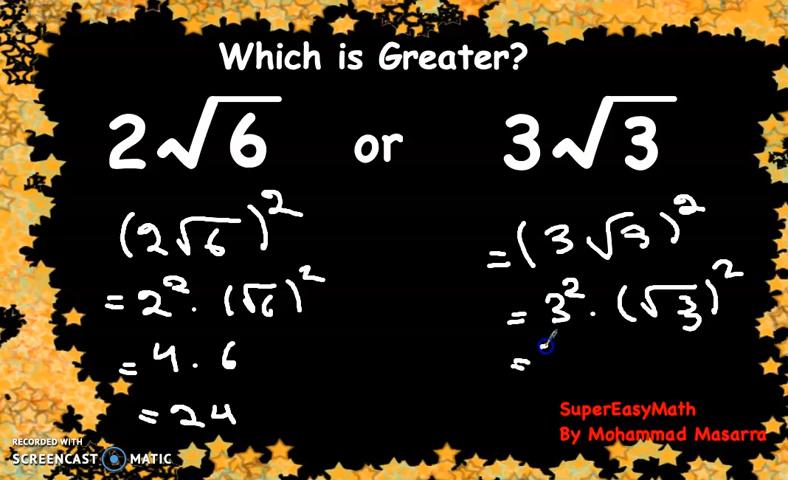 Which is Greater?
2√6 or 3√3
(2√6)² =(3√3)²
=2²·(√6)² =3²·(√3)²
=4·6 =
=24
SuperEasyMath
By Mohammad Masarra
RECORDED WITH
SCREENCAST MATIC